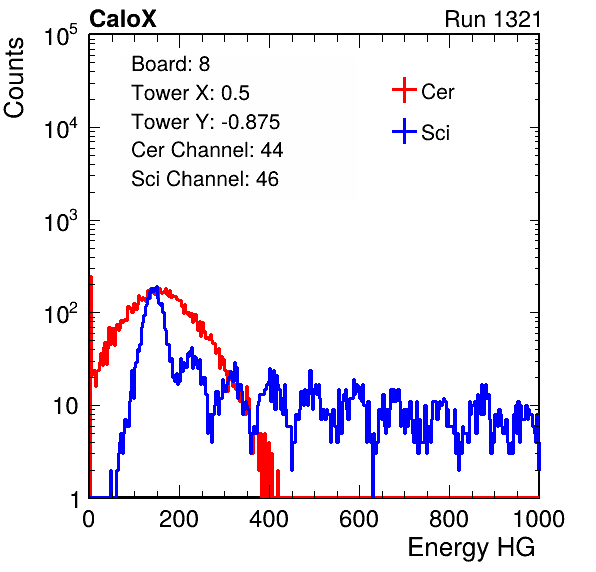 CaloX Run 1321
Counts
10^5
10^4
10^3
10^2
10
1
Board: 8
Tower X: 0.5
Tower Y: -0.875
Cer Channel: 44
Sci Channel: 46
Cer
Sci
0 200 400 600 800 1000
Energy HG